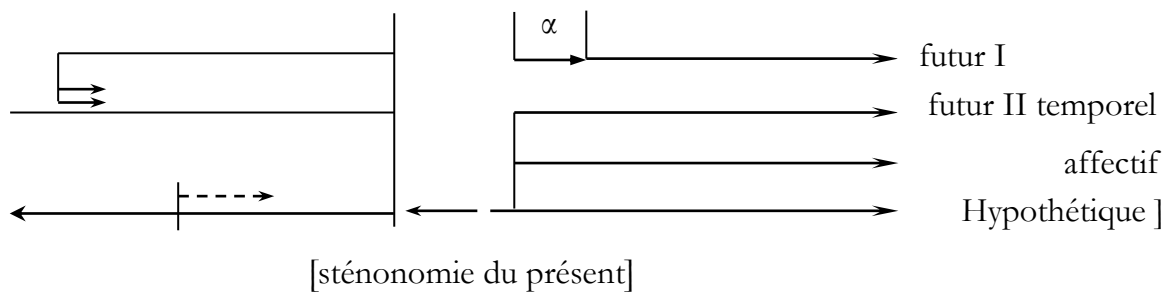 α
futur I
futur II temporel
affectif
Hypothétique ]
[sténonomie du présent]